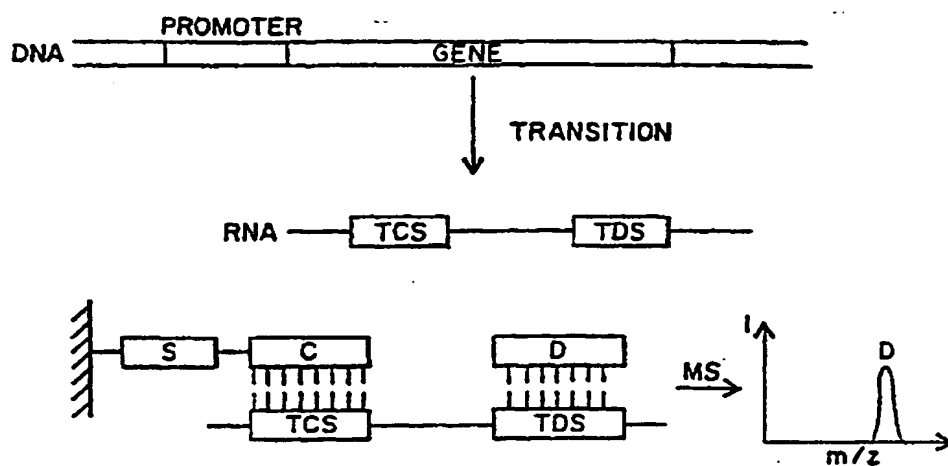 PROMOTER
DNA GENE
TRANSITION
RNA TCS TDS
S C D MS I D
TCS TDS
m/z